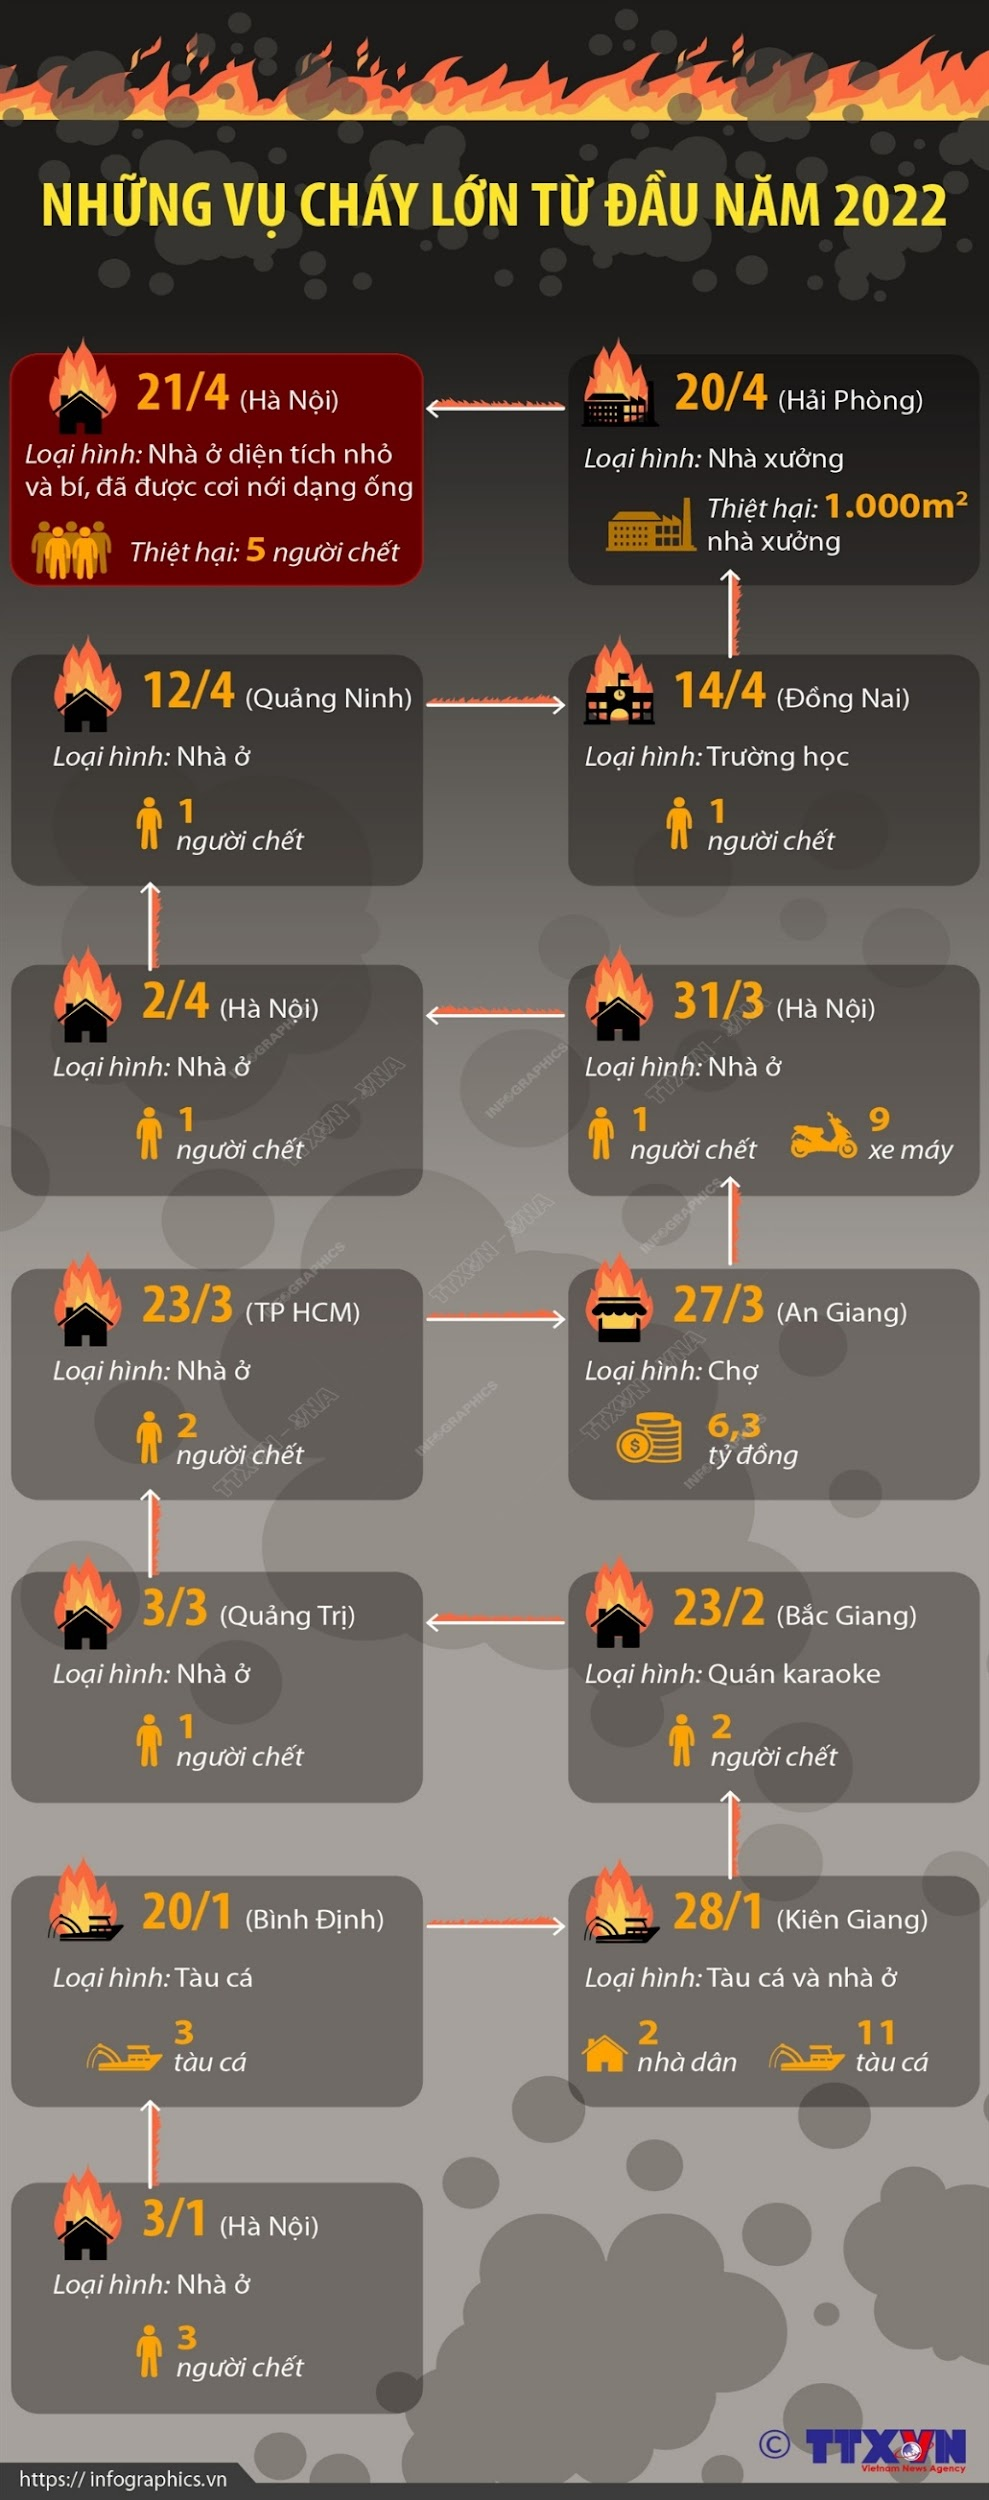 NHỮNG VỤ CHÁY LỚN TỪ ĐẦU NĂM 2022
21/4 (Hà Nội)
Loại hình: Nhà ở diện tích nhỏ
và bí, đã được cơi nới dạng ống
Thiệt hại: 5 người chết
20/4 (Hải Phòng)
Loại hình: Nhà xưởng
Thiệt hại: 1.000m²
nhà xưởng
12/4 (Quảng Ninh)
Loại hình: Nhà ở
1
người chết
14/4 (Đồng Nai)
Loại hình: Trường học
1
người chết
2/4 (Hà Nội)
Loại hình: Nhà ở
1
người chết
31/3 (Hà Nội)
Loại hình: Nhà ở
1
người chết
9
xe máy
23/3 (TP HCM)
Loại hình: Nhà ở
2
người chết
27/3 (An Giang)
Loại hình: Chợ
6,3
tỷ đồng
3/3 (Quảng Trị)
Loại hình: Nhà ở
1
người chết
23/2 (Bắc Giang)
Loại hình: Quán karaoke
2
người chết
20/1 (Bình Định)
Loại hình: Tàu cá
3
tàu cá
28/1 (Kiên Giang)
Loại hình: Tàu cá và nhà ở
2
nhà dân
11
tàu cá
3/1 (Hà Nội)
Loại hình: Nhà ở
3
người chết
TTXVN - VNA
INFOGRAPHICS
© TTXVN
Vietnam News Agency
https:// infographics.vn